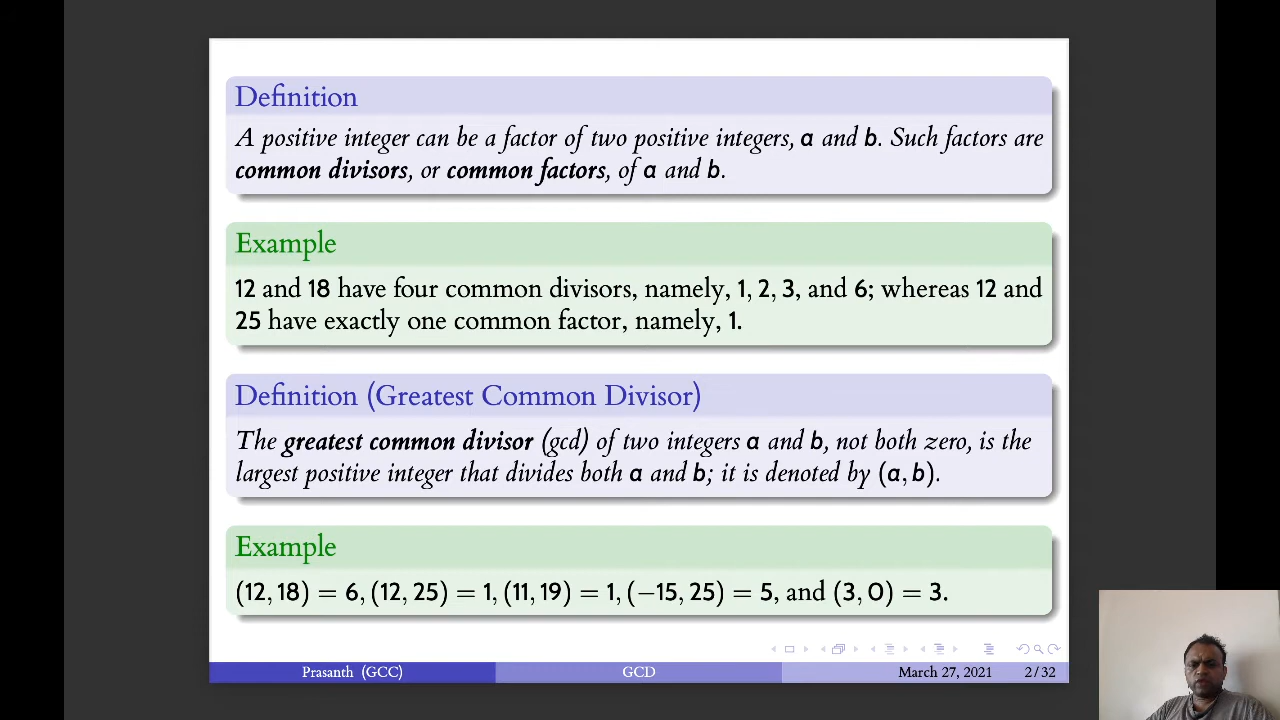 Definition
A positive integer can be a factor of two positive integers, a and b. Such factors are
common divisors, or common factors, of a and b.
Example
12 and 18 have four common divisors, namely, 1, 2, 3, and 6; whereas 12 and
25 have exactly one common factor, namely, 1.
Definition (Greatest Common Divisor)
The greatest common divisor (gcd) of two integers a and b, not both zero, is the
largest positive integer that divides both a and b; it is denoted by (a, b).
Example
(12, 18) = 6, (12, 25) = 1, (11, 19) = 1, (−15, 25) = 5, and (3, 0) = 3.
Prasanth (GCC) GCD March 27, 2021 2 / 32